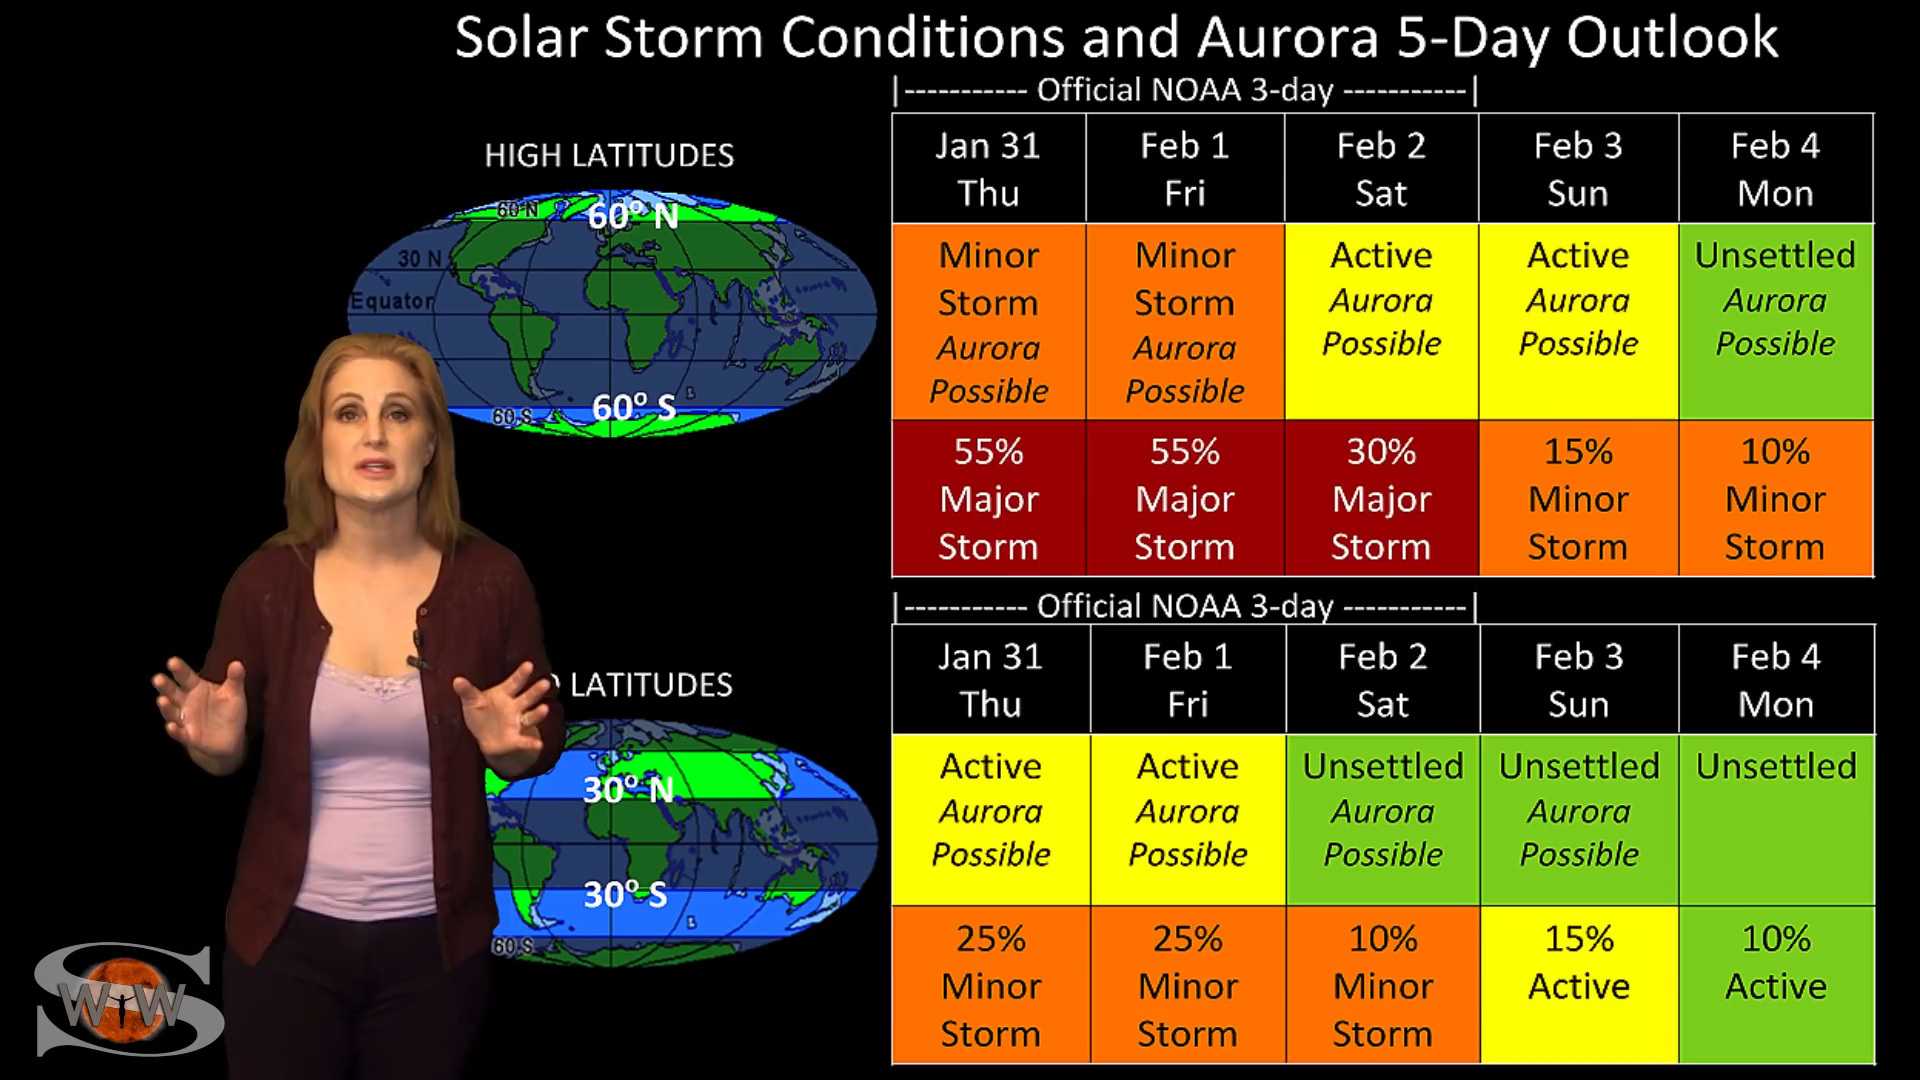 Solar Storm Conditions and Aurora 5-Day Outlook
|----------- Official NOAA 3-day -----------|
HIGH LATITUDES
60 N
60º N
30 N
Equator
60 S
60º S
Jan 31 Feb 1 Feb 2 Feb 3 Feb 4
Thu Fri Sat Sun Mon
Minor Minor Active Active Unsettled
Storm Storm Aurora Aurora Aurora
Aurora Aurora Possible Possible Possible
Possible Possible
55% 55% 30% 15% 10%
Major Major Major Minor Minor
Storm Storm Storm Storm Storm
|----------- Official NOAA 3-day -----------|
LATITUDES
30º N
30º S
60 S
Jan 31 Feb 1 Feb 2 Feb 3 Feb 4
Thu Fri Sat Sun Mon
Active Active Unsettled Unsettled Unsettled
Aurora Aurora Aurora Aurora
Possible Possible Possible Possible
25% 25% 10% 15% 10%
Minor Minor Minor Active Active
Storm Storm Storm
S
WW